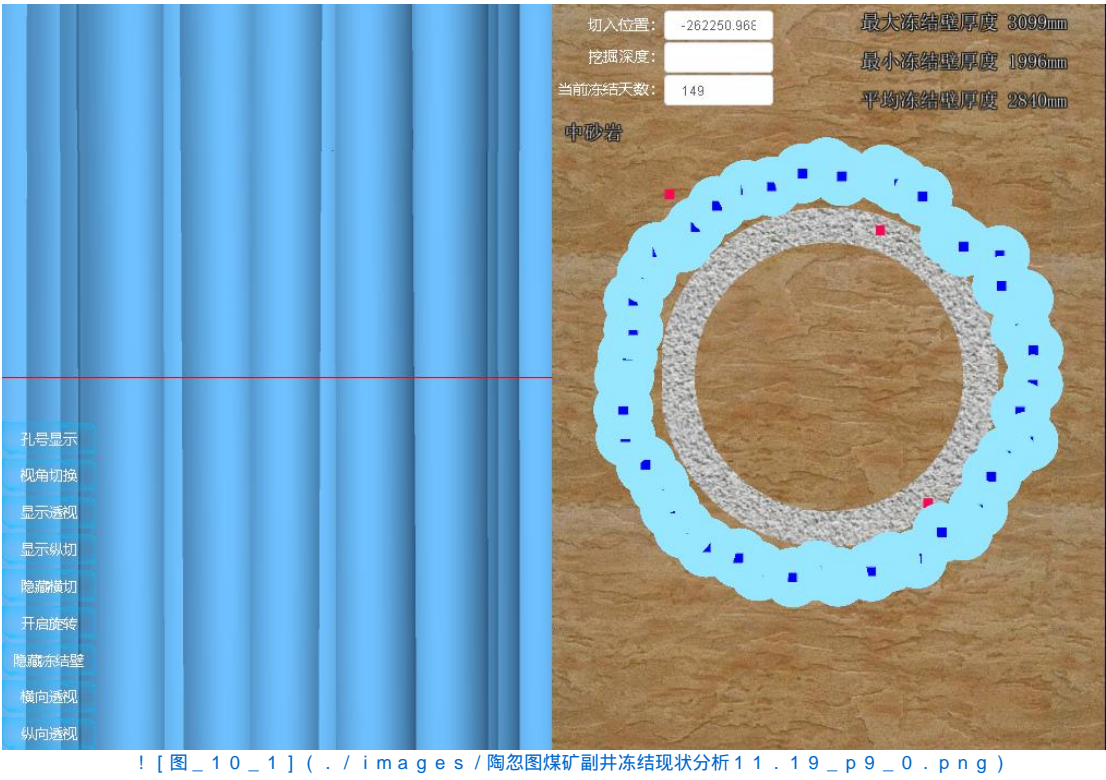 切入位置： -262250.968
挖掘深度：
当前冻结天数： 149
最大冻结壁厚度 3099mm
最小冻结壁厚度 1996mm
平均冻结壁厚度 2840mm
中砂岩
孔号显示
视角切换
显示透视
显示纵切
隐藏横切
开启旋转
隐藏冻结壁
横向透视
纵向透视
![图_10_1](./images/陶忽图煤矿副井冻结现状分析11.19_p9_0.png)